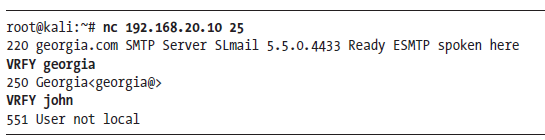 root@kali:~# nc 192.168.20.10 25
220 georgia.com SMTP Server SLmail 5.5.0.4433 Ready ESMTP spoken here
VRFY georgia
250 Georgia<georgia@>
VRFY john
551 User not local